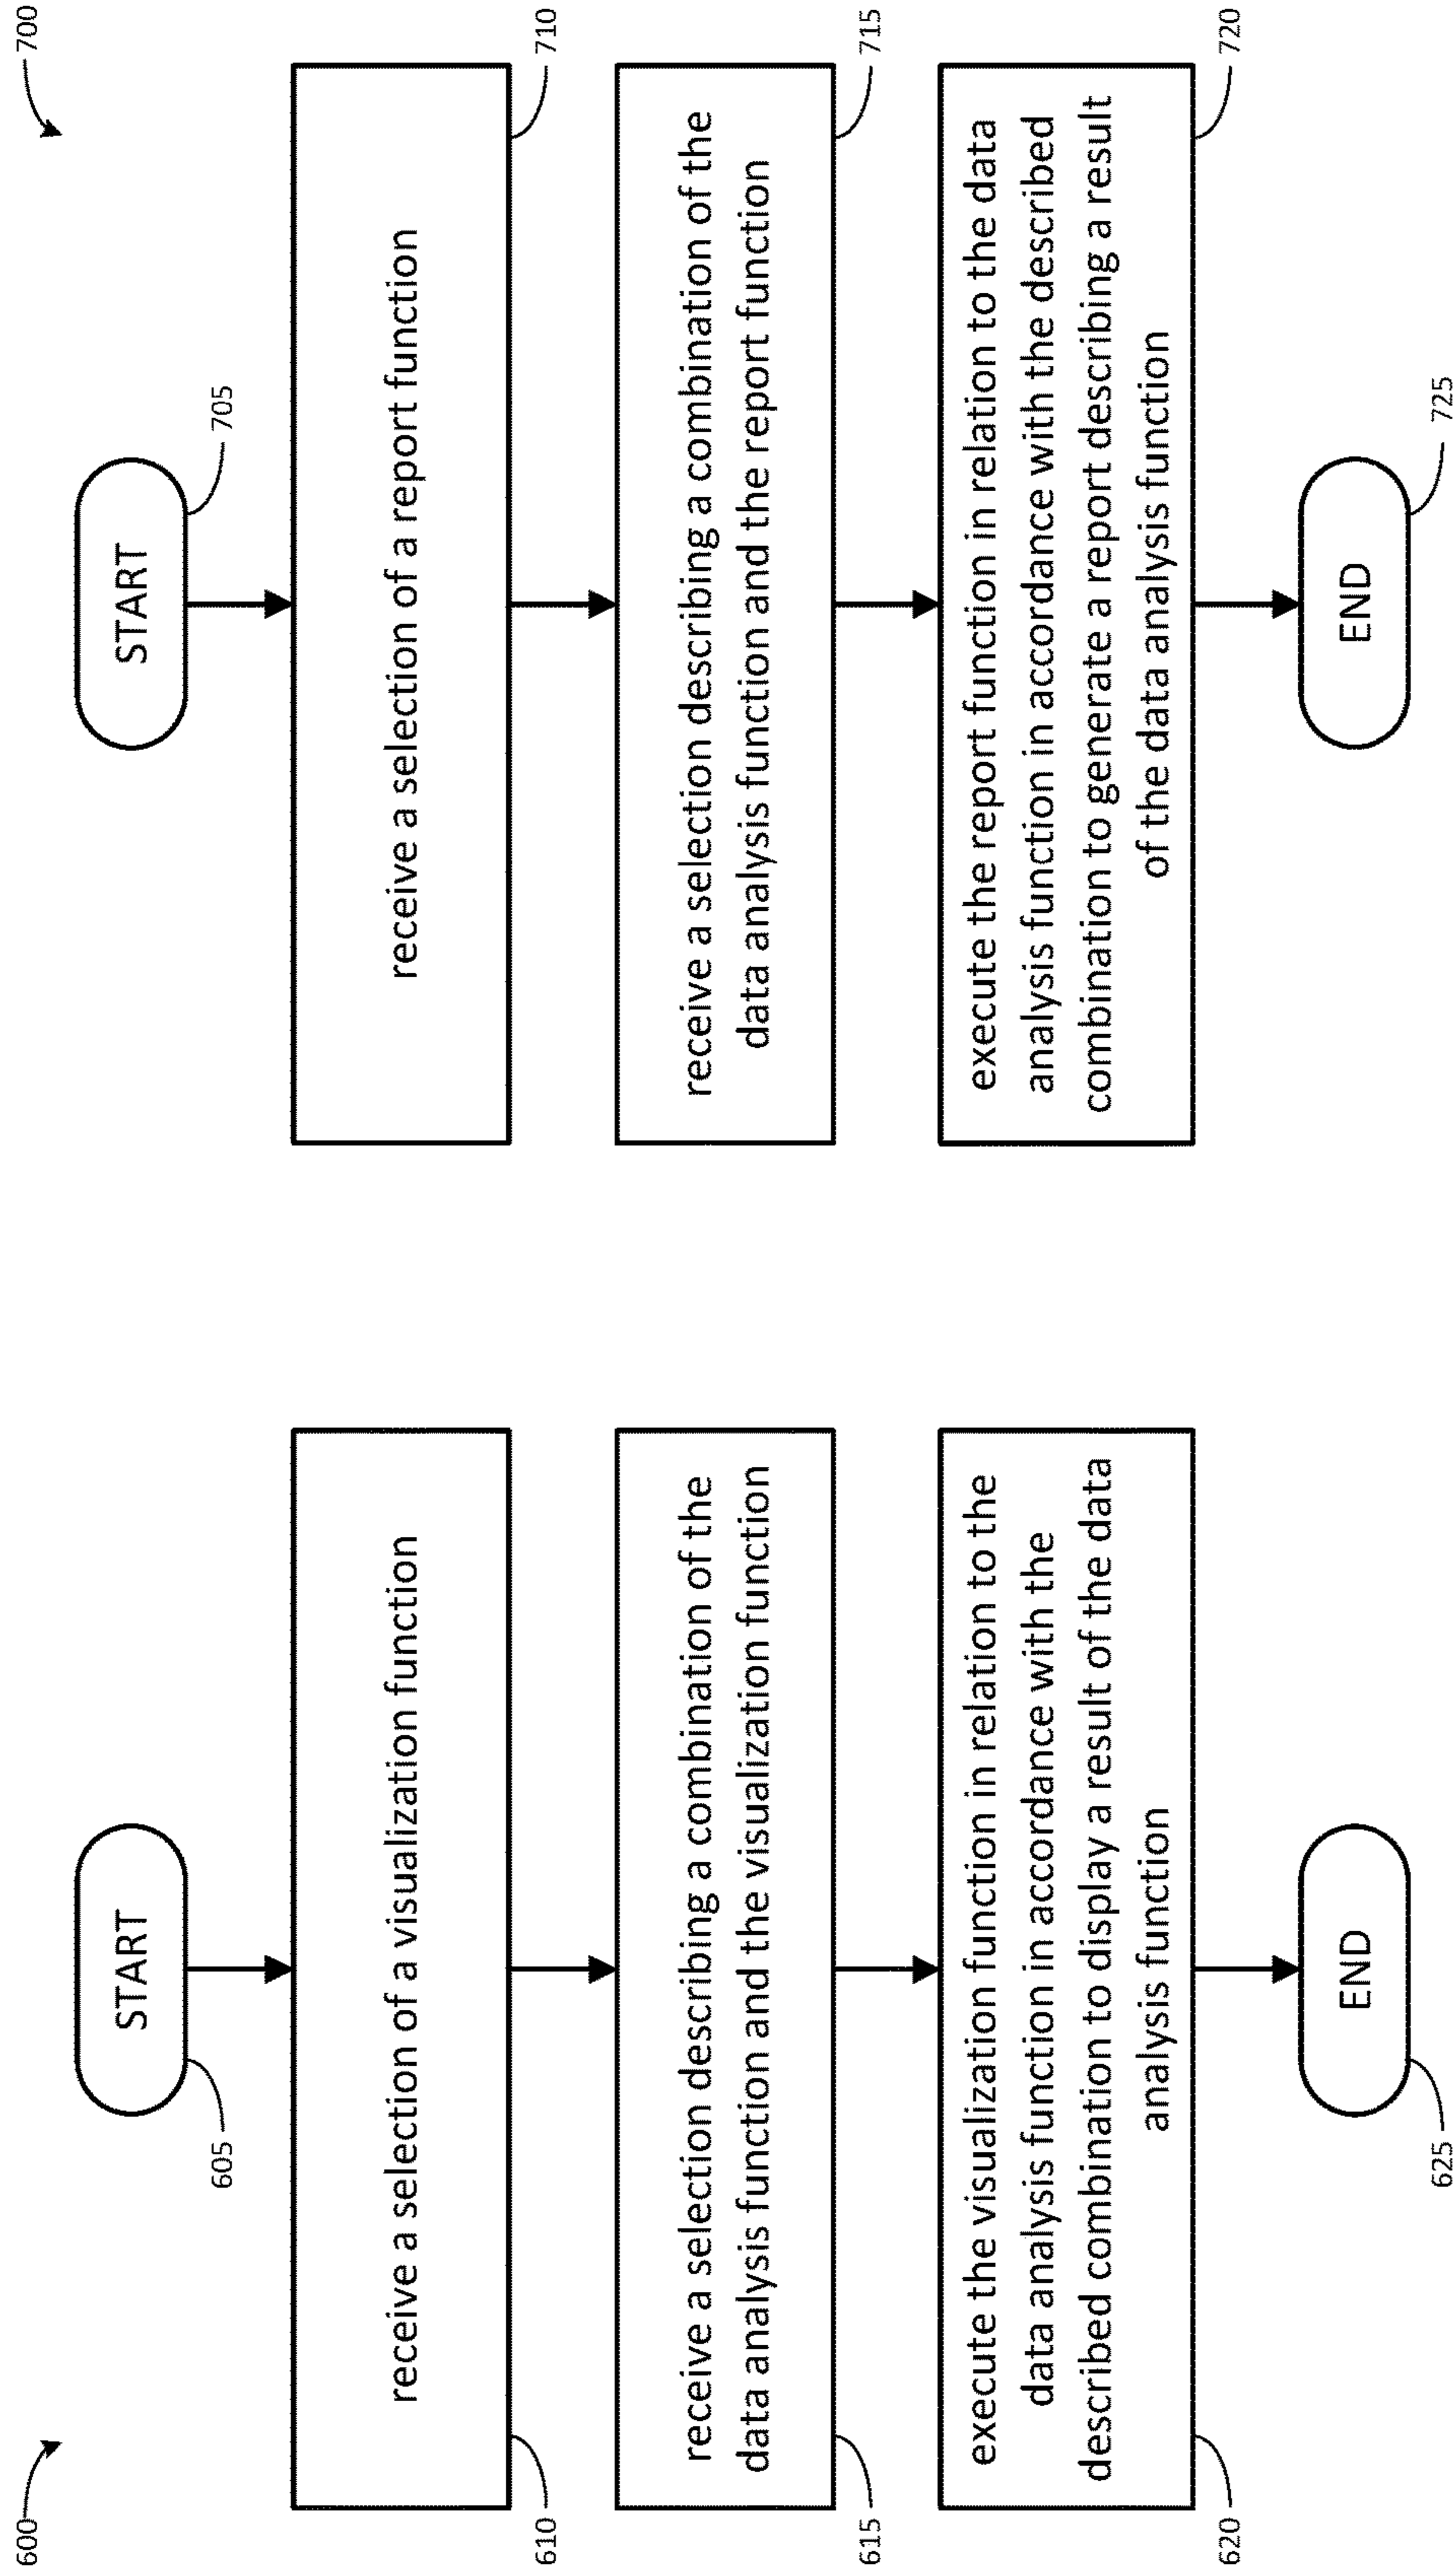 600
START
605
receive a selection of a visualization function
610
receive a selection describing a combination of the
data analysis function and the visualization function
615
execute the visualization function in relation to the
data analysis function in accordance with the
described combination to display a result of the data
analysis function
620
END
625
700
START
705
receive a selection of a report function
710
receive a selection describing a combination of the
data analysis function and the report function
715
execute the report function in relation to the data
analysis function in accordance with the described
combination to generate a report describing a result
of the data analysis function
720
END
725